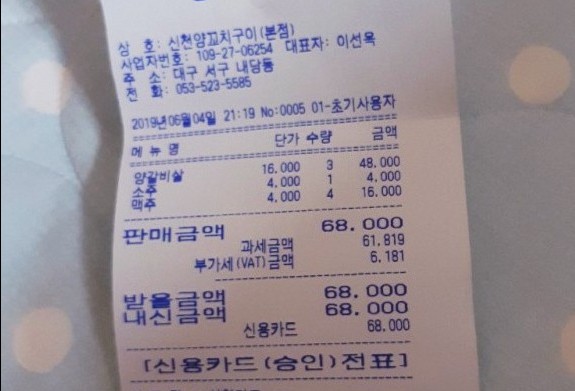 상 호: 신천양꼬치구이(본점)
사업자번호: 109-27-06254 대표자: 이선옥
주 소: 대구 서구 내당동
전 화: 053-523-5585
2019년06월04일 21:19 No:0005 01-초기사용자
메 뉴 명 단가 수량 금액
양갈비살 16.000 3 48.000
소주 4.000 1 4.000
맥주 4.000 4 16.000
판매금액 68.000
과세금액 61.819
부가세(VAT)금액 6.181
받을금액 68.000
내신금액 68.000
신용카드 68.000
[신용카드(승인)전표]